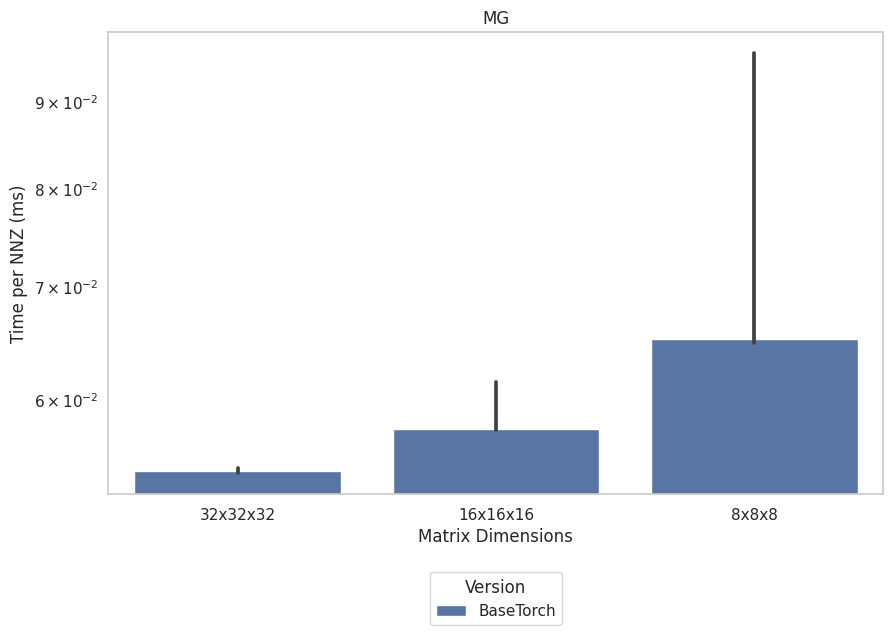 MG
Time per NNZ (ms)
9 × 10⁻²
8 × 10⁻²
7 × 10⁻²
6 × 10⁻²
32x32x32 16x16x16 8x8x8
Matrix Dimensions
Version
BaseTorch